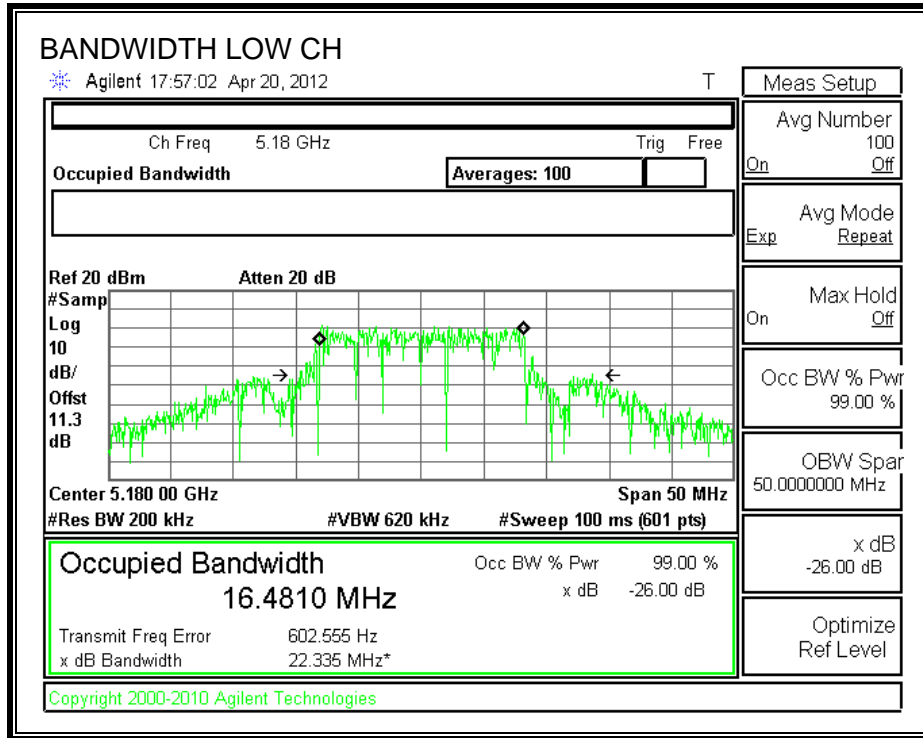 BANDWIDTH LOW CH
Agilent 17:57:02 Apr 20, 2012 T
Ch Freq 5.18 GHz Trig Free
Occupied Bandwidth Averages: 100
Ref 20 dBm Atten 20 dB
#Samp
Log
10
dB/
Offst
11.3
dB
Center 5.180 00 GHz Span 50 MHz
#Res BW 200 kHz #VBW 620 kHz #Sweep 100 ms (601 pts)
Occupied Bandwidth Occ BW % Pwr 99.00 %
16.4810 MHz x dB -26.00 dB
Transmit Freq Error 602.555 Hz
x dB Bandwidth 22.335 MHz*
Copyright 2000-2010 Agilent Technologies
Meas Setup
Avg Number
100
On Off
Avg Mode
Exp Repeat
Max Hold
On Off
Occ BW % Pwr
99.00 %
OBW Span
50.0000000 MHz
x dB
-26.00 dB
Optimize
Ref Level